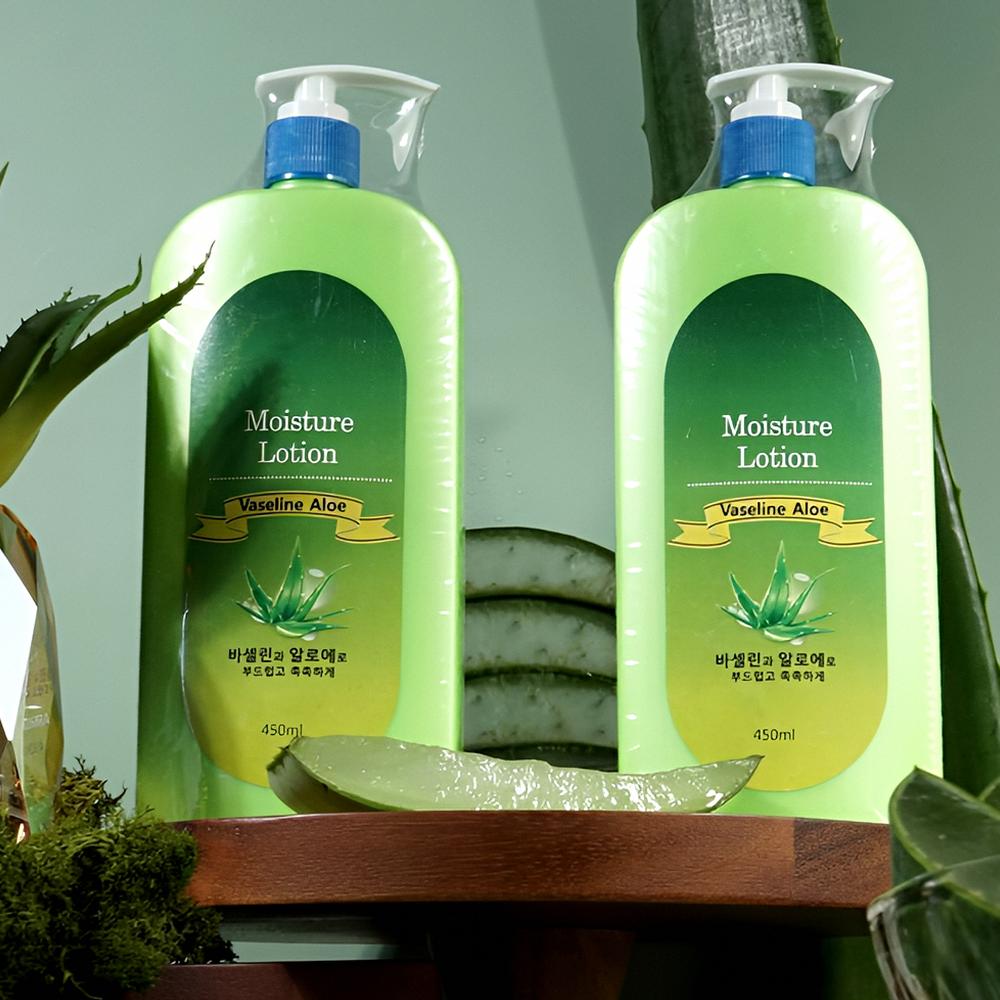 Moisture
Lotion
Vaseline Aloe
바셀린과 알로에로
부드럽고 촉촉하게
450ml
Moisture
Lotion
Vaseline Aloe
바셀린과 알로에로
부드럽고 촉촉하게
450ml